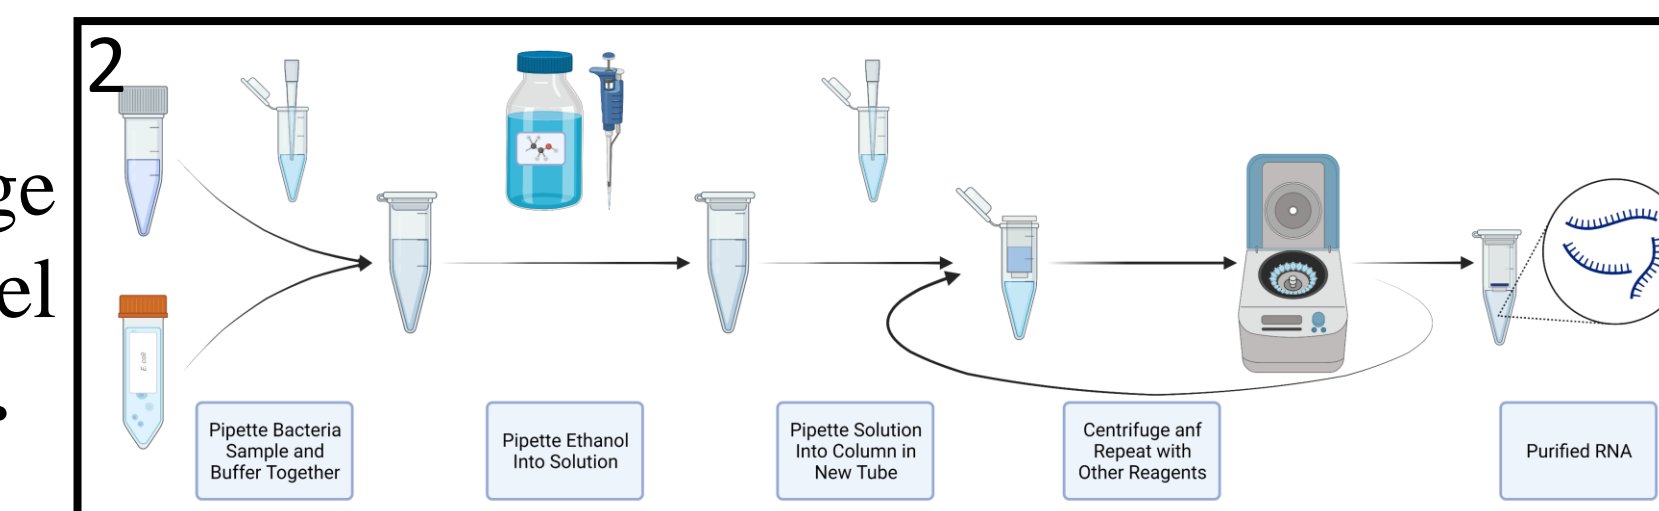 2
ge
el
.
E. coli
Pipette Bacteria
Sample and
Buffer Together
Pipette Ethanol
Into Solution
Pipette Solution
Into Column in
New Tube
Centrifuge anf
Repeat with
Other Reagents
Purified RNA